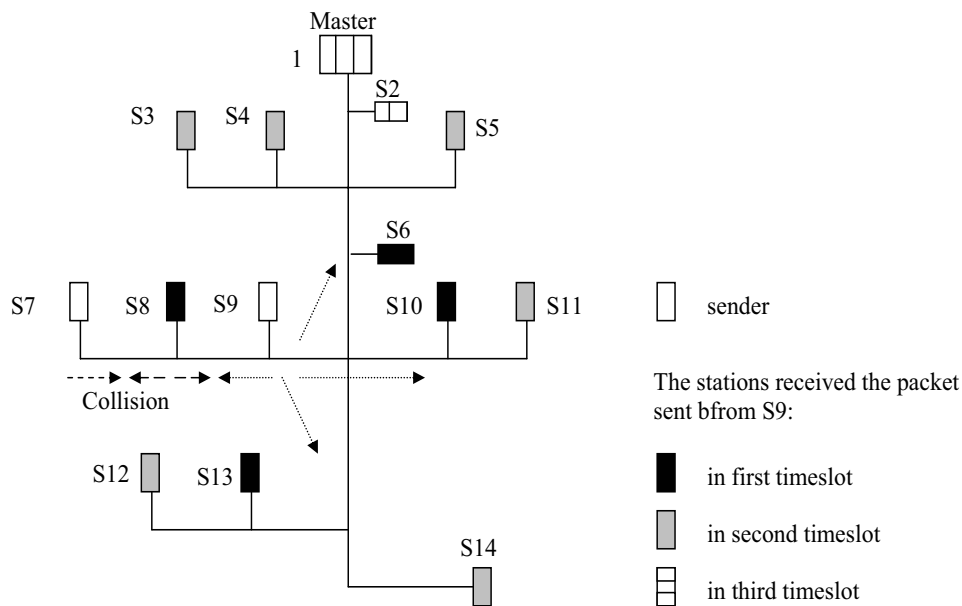 Master
1
S2
S3
S4
S5
S6
S7
S8
S9
S10
S11
sender
Collision
The stations received the packet
sent bfrom S9:
S12
S13
in first timeslot
in second timeslot
S14
in third timeslot